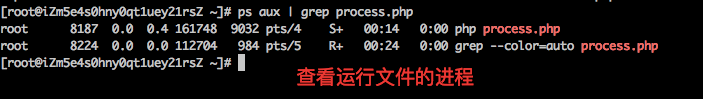 [root@iZm5e4s0hny0qt1uey21rsZ ~]# ps aux | grep process.php
root      8187  0.0  0.4 161748  9032 pts/4    S+   00:14   0:00 php process.php
root      8224  0.0  0.0 112704   984 pts/5    R+   00:24   0:00 grep --color=auto process.php
[root@iZm5e4s0hny0qt1uey21rsZ ~]#
查看运行文件的进程